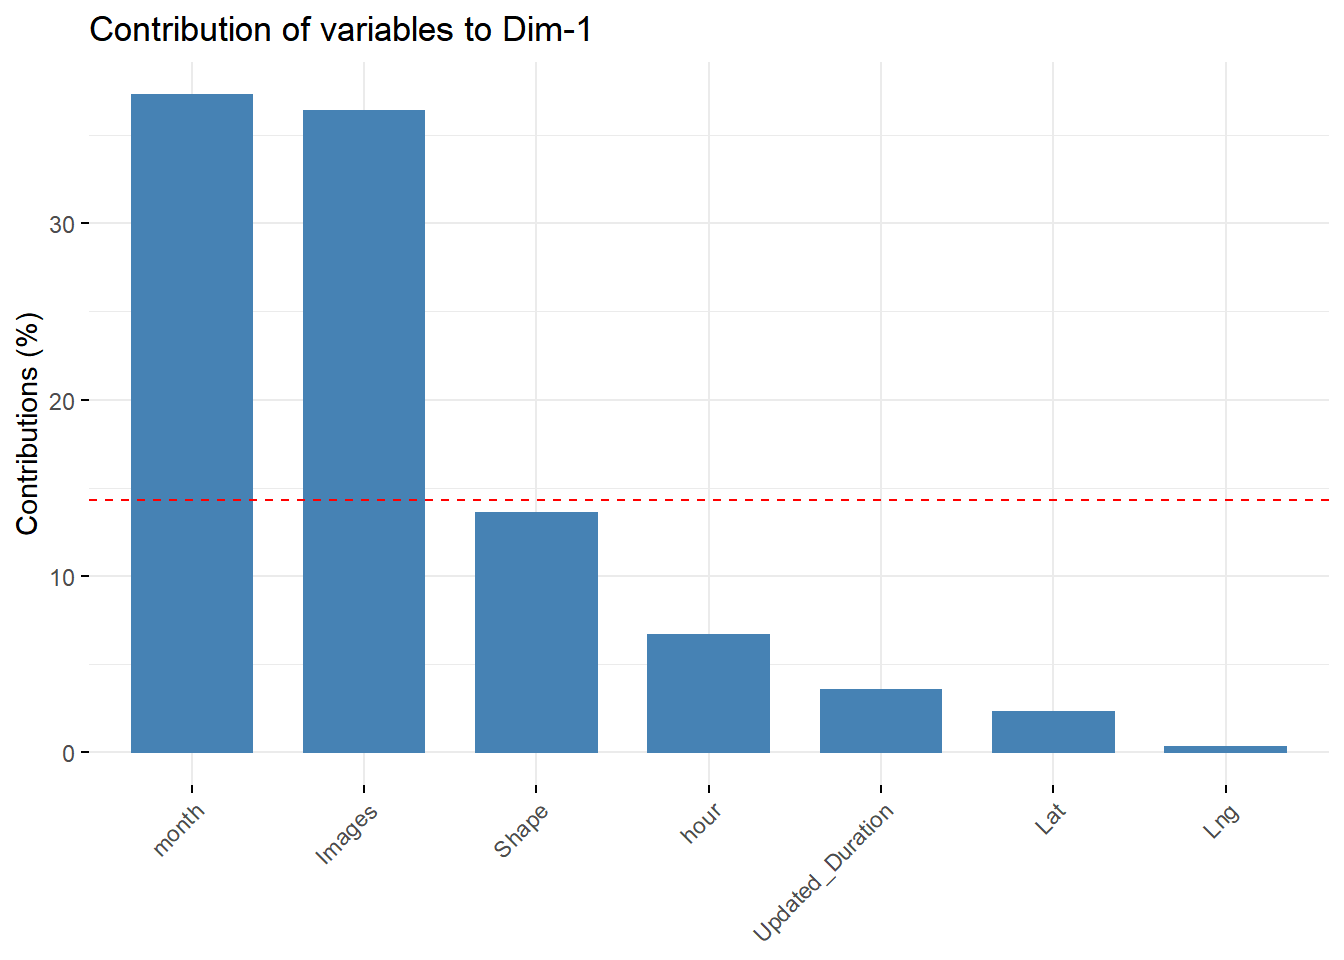 Contribution of variables to Dim-1
Contributions (%)
30
20
10
0
month
Images
Shape
hour
Updated_Duration
Lat
Lng